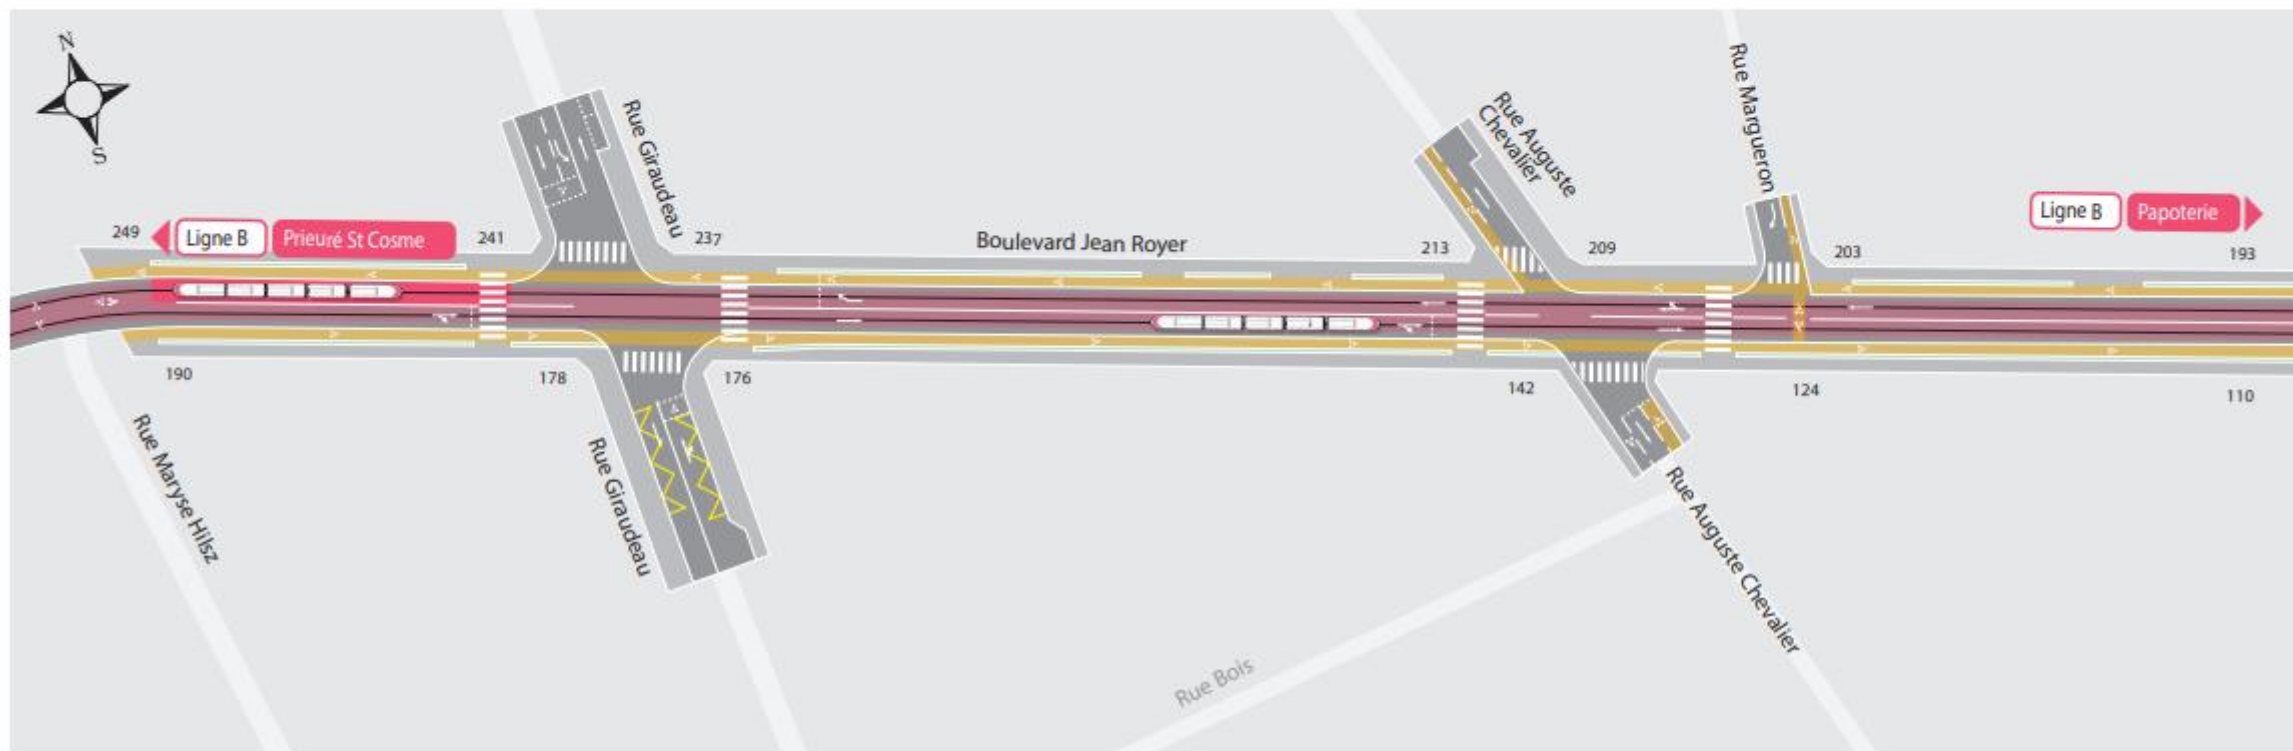 N
S
Rue Giraudeau
Rue Auguste
Chevalier
Rue Margueron
249
Ligne B
Prieuré St Cosme
241
237
Boulevard Jean Royer
213
209
203
Ligne B
Papoterie
193
190
178
176
142
124
110
Rue Maryse Hilsz
Rue Giraudeau
Rue Auguste Chevalier
Rue Bois